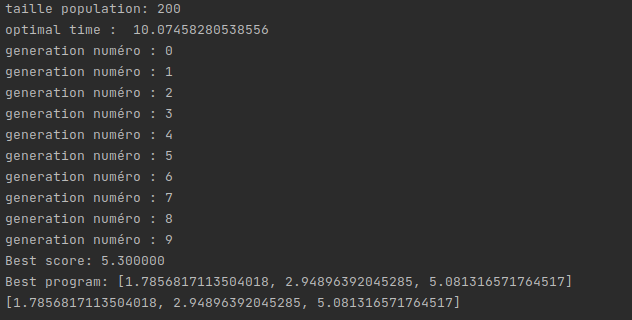 taille population: 200
optimal time :  10.07458280538556
generation numéro : 0
generation numéro : 1
generation numéro : 2
generation numéro : 3
generation numéro : 4
generation numéro : 5
generation numéro : 6
generation numéro : 7
generation numéro : 8
generation numéro : 9
Best score: 5.300000
Best program: [1.7856817113504018, 2.94896392045285, 5.081316571764517]
[1.7856817113504018, 2.94896392045285, 5.081316571764517]